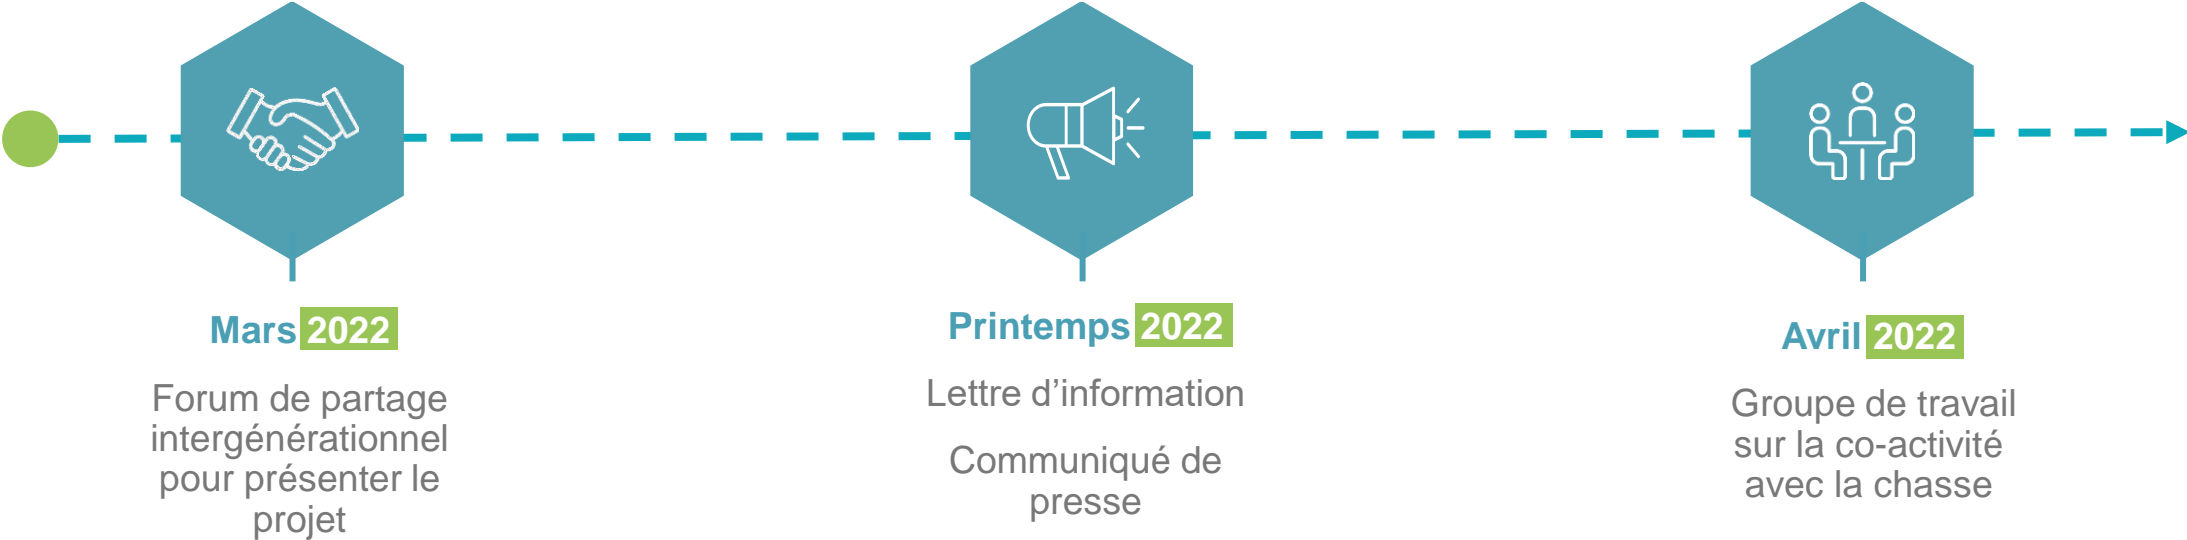 Mars 2022
Forum de partage
intergénérationnel
pour présenter le
projet
Printemps 2022
Lettre d’information
Communiqué de
presse
Avril 2022
Groupe de travail
sur la co-activité
avec la chasse